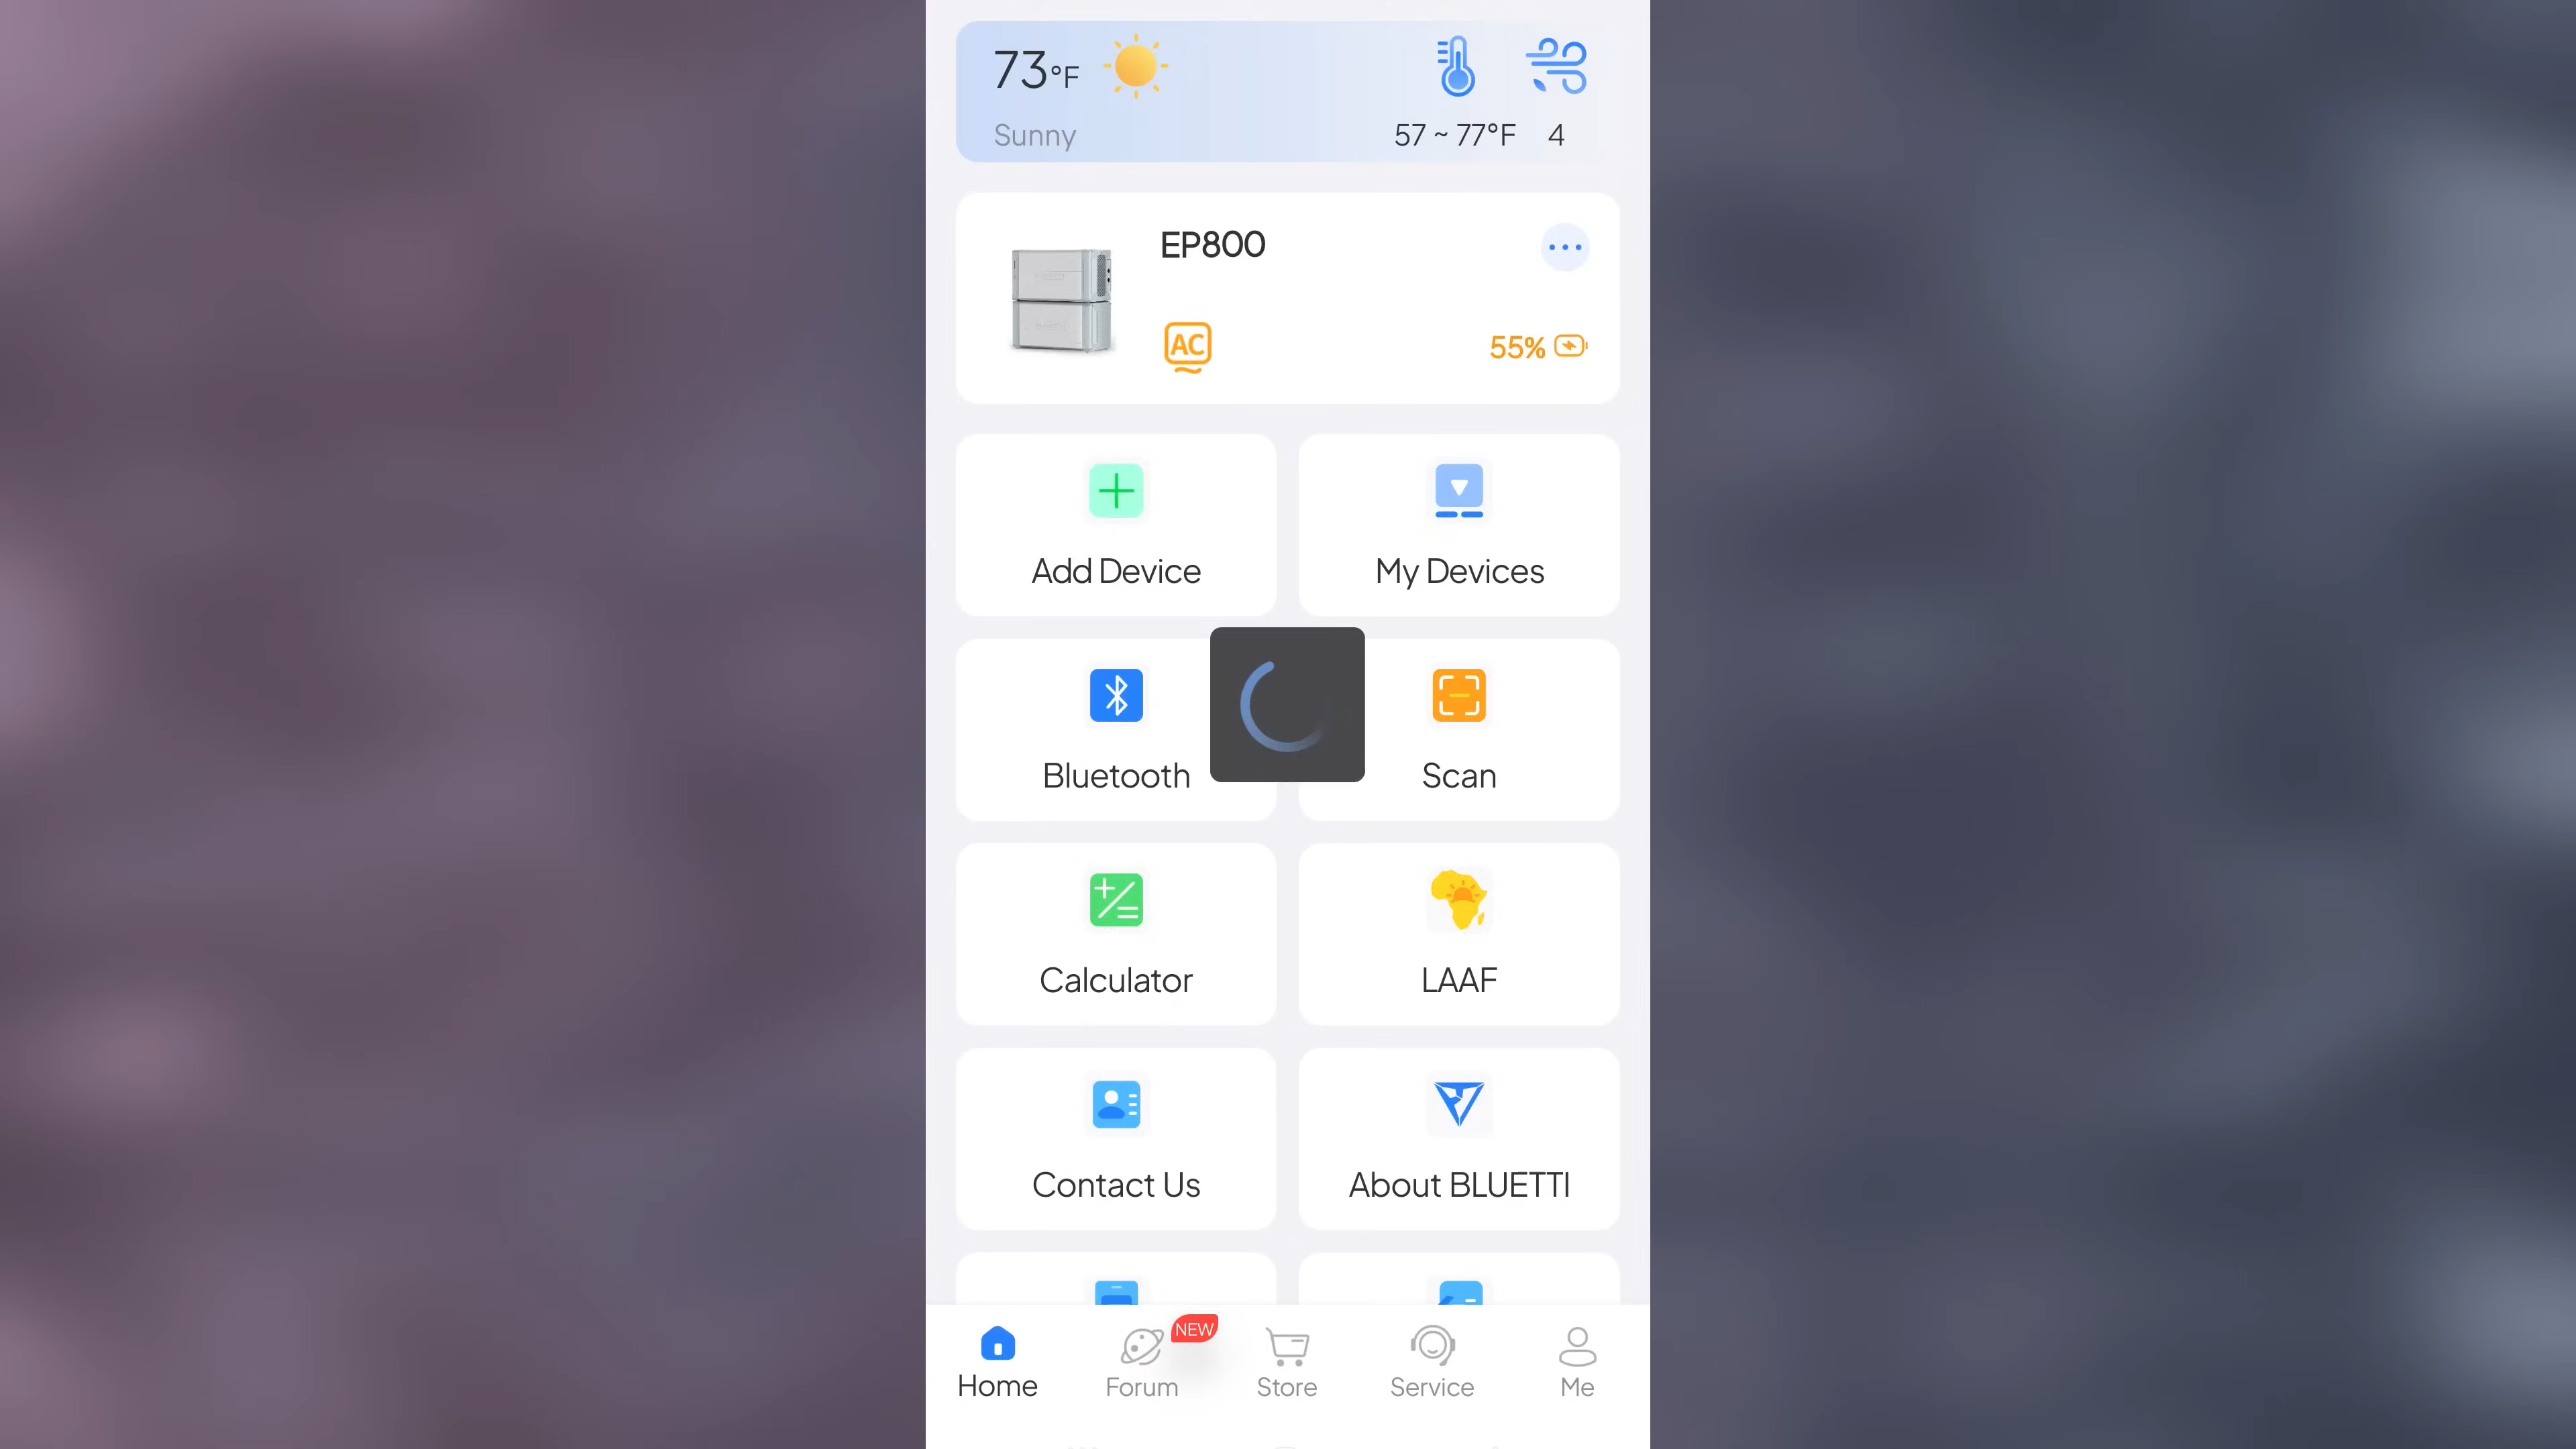 73°F
Sunny
57 ~ 77°F 4
EP800
AC
55%
Add Device
My Devices
Bluetooth
Scan
Calculator
LAAF
Contact Us
About BLUETTI
NEW
Home
Forum
Store
Service
Me